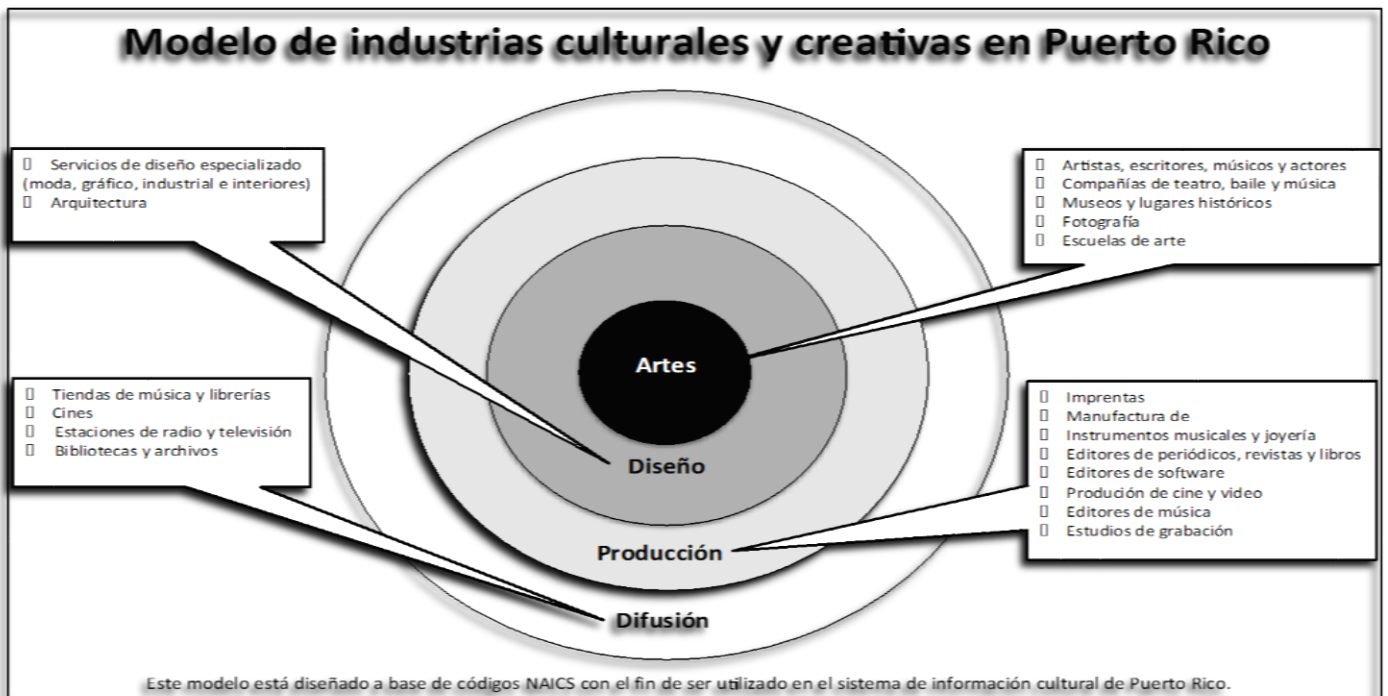 Modelo de industrias culturales y creativas en Puerto Rico
▯ Servicios de diseño especializado
(moda, gráfico, industrial e interiores)
▯ Arquitectura
▯ Artistas, escritores, músicos y actores
▯ Compañías de teatro, baile y música
▯ Museos y lugares históricos
▯ Fotografía
▯ Escuelas de arte
Artes
▯ Tiendas de música y librerías
▯ Cines
▯ Estaciones de radio y televisión
▯ Bibliotecas y archivos
▯ Imprentas
▯ Manufactura de
▯ Instrumentos musicales y joyería
▯ Editores de periódicos, revistas y libros
▯ Editores de software
▯ Produción de cine y video
▯ Editores de música
▯ Estudios de grabación
Diseño
Producción
Difusión
Este modelo está diseñado a base de códigos NAICS con el fin de ser utilizado en el sistema de información cultural de Puerto Rico.